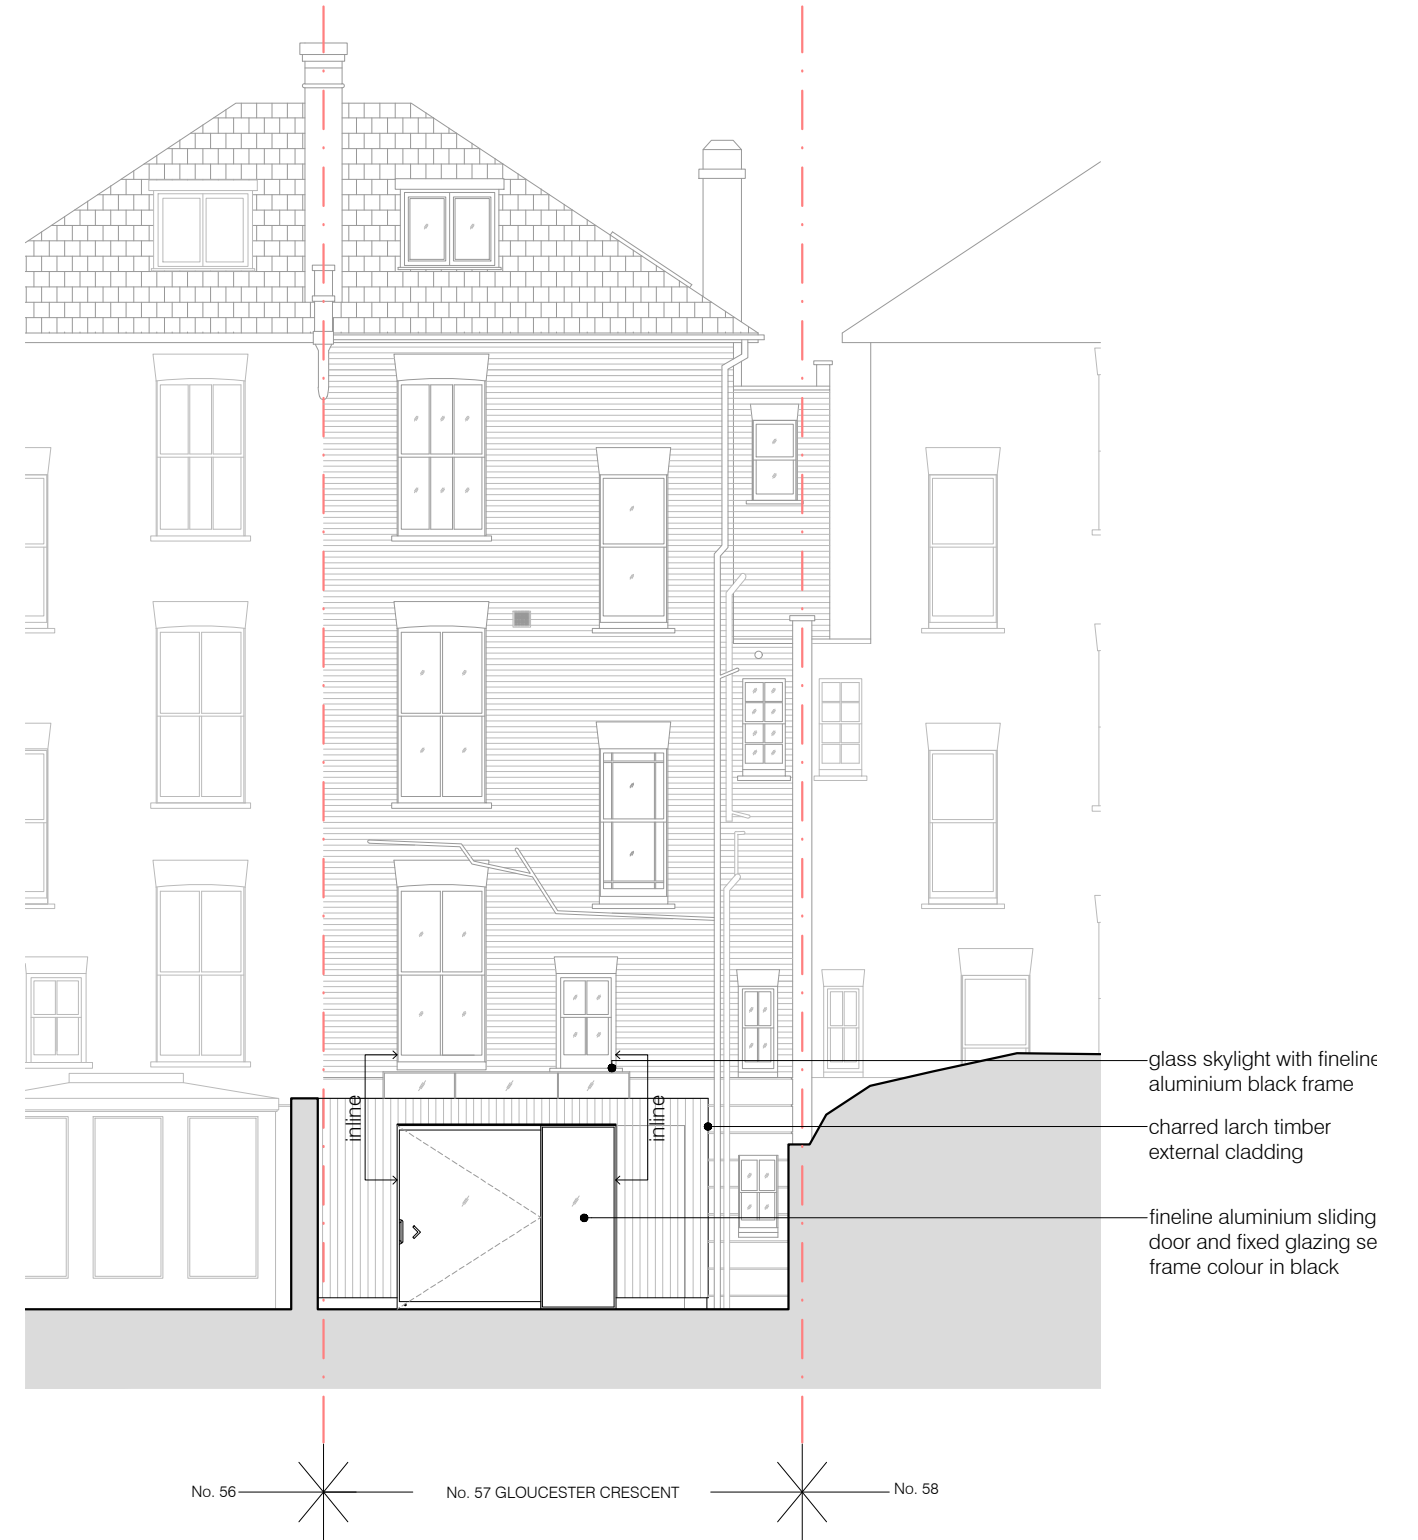 inline
inline
glass skylight with fineline
aluminium black frame
charred larch timber
external cladding
fineline aluminium sliding
door and fixed glazing se
frame colour in black
No. 56
No. 57 GLOUCESTER CRESCENT
No. 58